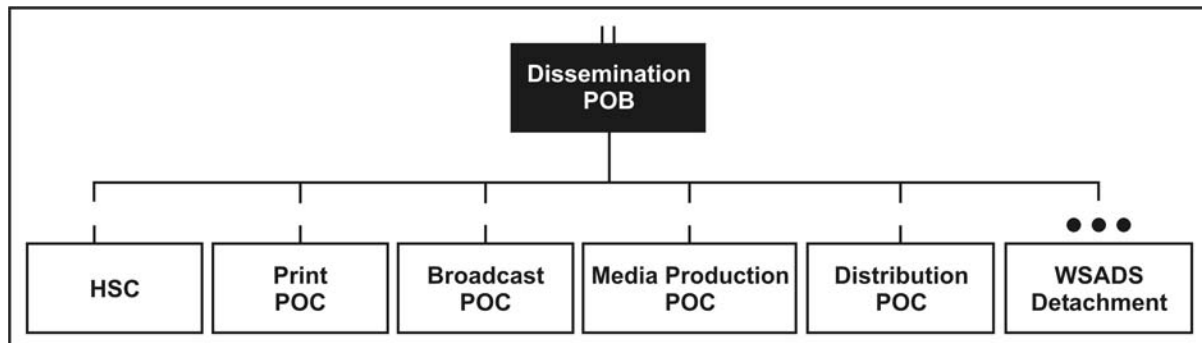 Dissemination
POB
HSC
Print
POC
Broadcast
POC
Media Production
POC
Distribution
POC
WSADS
Detachment